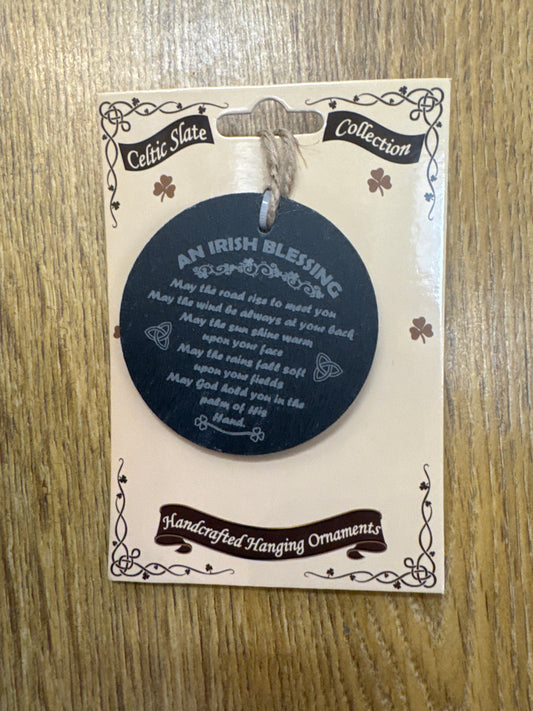 Celtic Slate
Collection
AN IRISH BLESSING
May the road rise to meet you
May the wind be always at your back
May the sun shine warm
upon your face
May the rains fall soft
upon your fields
May God hold you in the
palm of His
Hand.
Handcrafted Hanging Ornaments